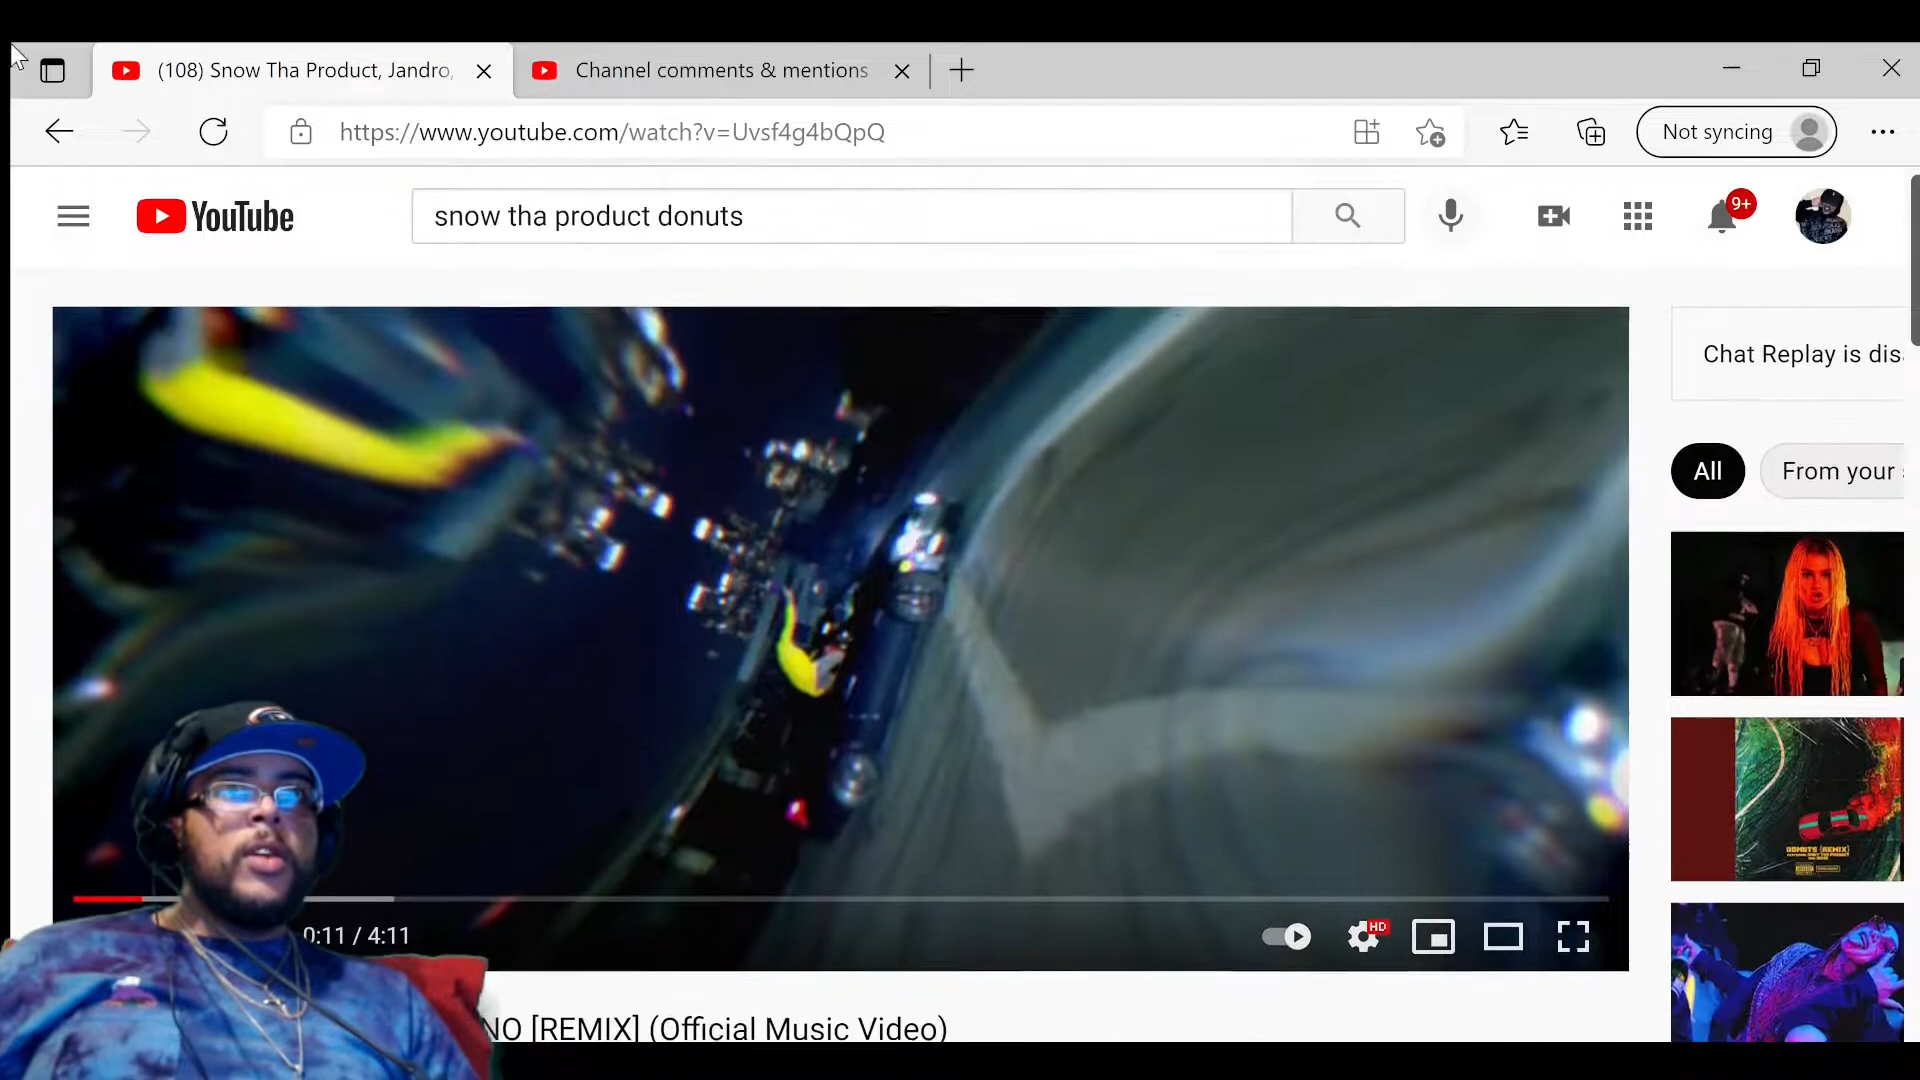 (108) Snow Tha Product, Jandro,
Channel comments & mentions
https://www.youtube.com/watch?v=Uvsf4g4bQpQ
Not syncing
YouTube
snow tha product donuts
9+
Chat Replay is dis
All
From your
DONUTS (REMIX)
0:11 / 4:11
HD
NO [REMIX] (Official Music Video)